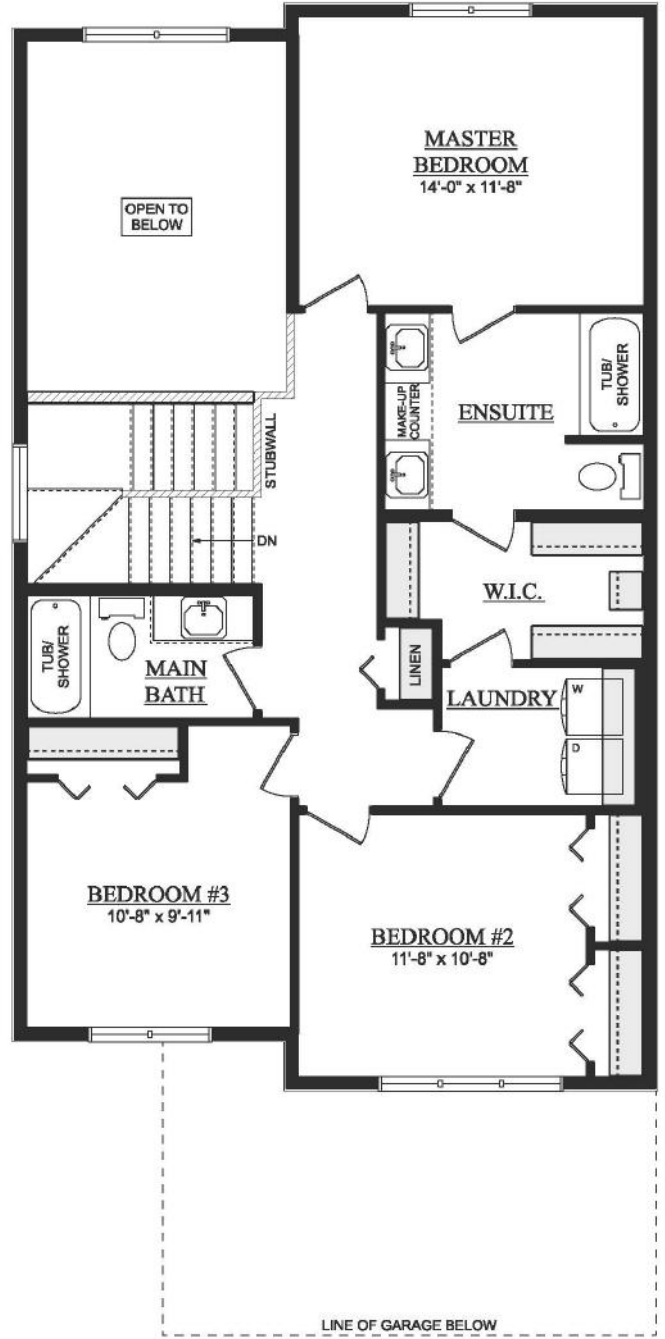 MASTER
BEDROOM
14'-0" x 11'-8"
OPEN TO
BELOW
TUB/
SHOWER
MAKE-UP
COUNTER
ENSUITE
STUBWALL
DN
W.I.C.
TUB/
SHOWER
MAIN
BATH
LINEN
LAUNDRY
W
D
BEDROOM #3
10'-8" x 9'-11"
BEDROOM #2
11'-8" x 10'-8"
LINE OF GARAGE BELOW